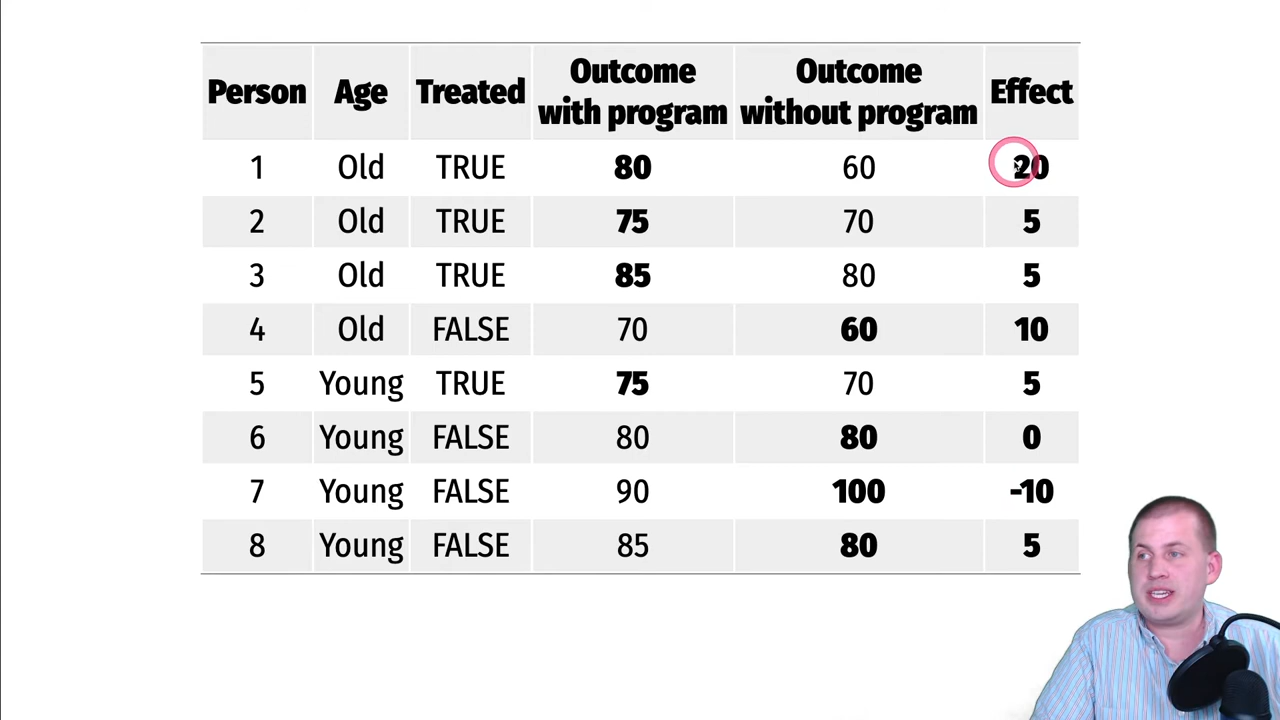 Person Age Treated Outcome with program Outcome without program Effect
1 Old TRUE 80 60 20
2 Old TRUE 75 70 5
3 Old TRUE 85 80 5
4 Old FALSE 70 60 10
5 Young TRUE 75 70 5
6 Young FALSE 80 80 0
7 Young FALSE 90 100 -10
8 Young FALSE 85 80 5